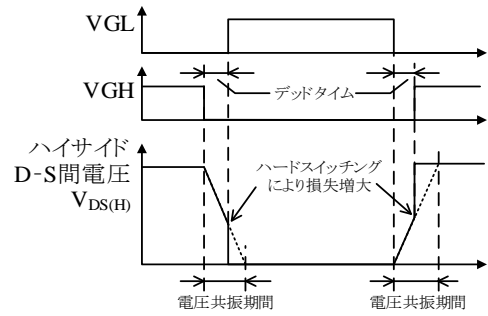 VGL
VGH
デッドタイム
ハイサイド
D-S間電圧
V_DS(H)
ハードスイッチング
により損失増大
電圧共振期間
電圧共振期間